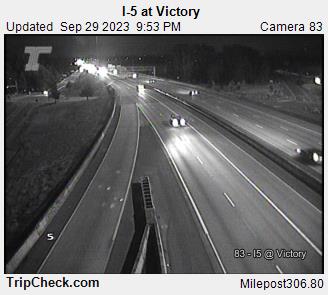 I-5 at Victory
Updated Sep 29 2023 9:53 PM Camera 83
T
S
83 - I5 @ Victory
TripCheck.com Milepost306.80